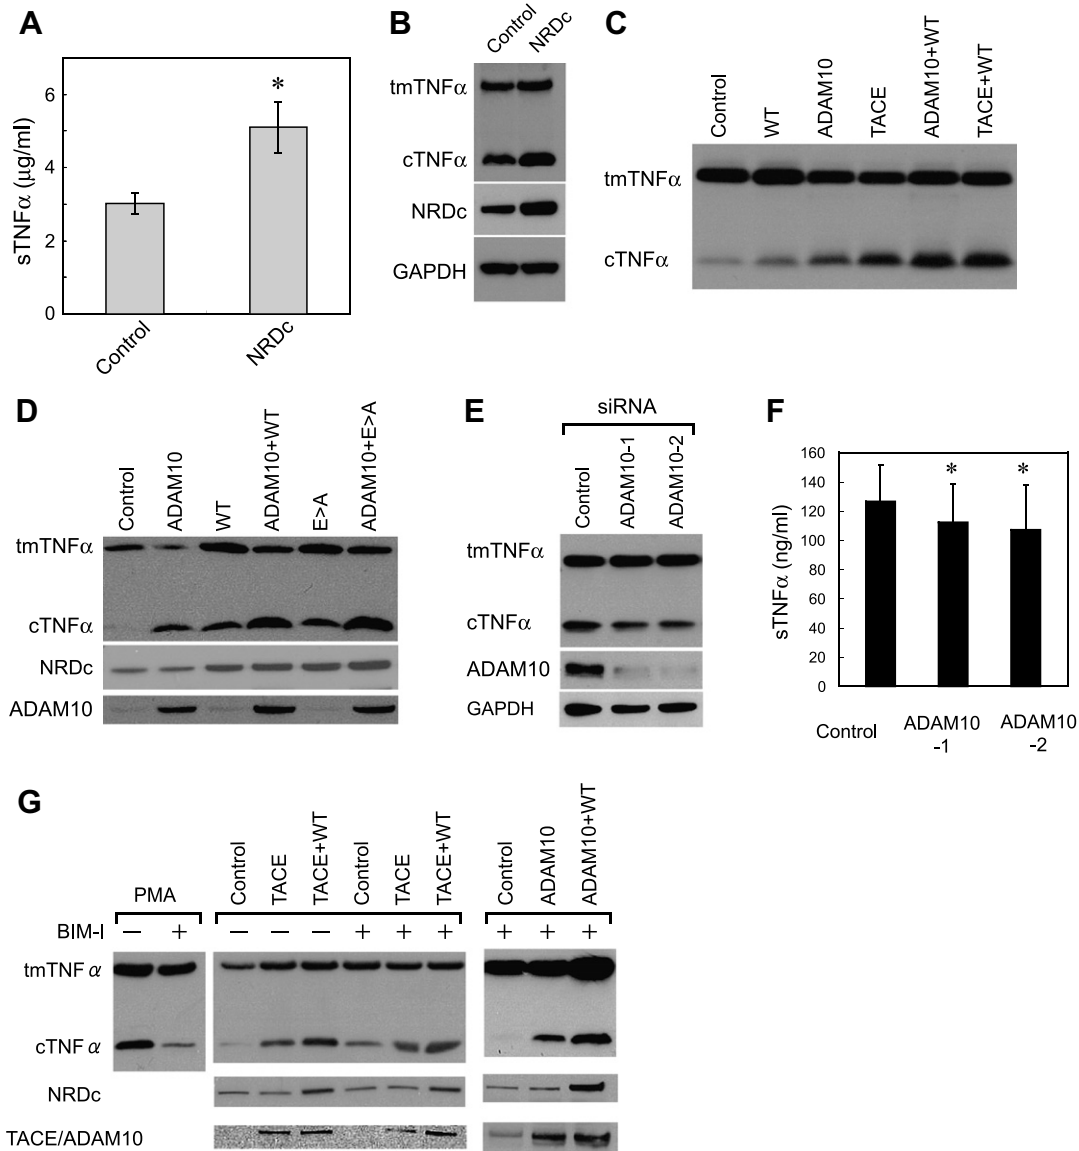 A
sTNFα (μg/ml)
6
4
2
0
*
Control
NRDc
B
Control
NRDc
tmTNFα
cTNFα
NRDc
GAPDH
C
Control
WT
ADAM10
TACE
ADAM10+WT
TACE+WT
tmTNFα
cTNFα
D
Control
ADAM10
WT
ADAM10+WT
E>A
ADAM10+E>A
tmTNFα
cTNFα
NRDc
ADAM10
E
siRNA
Control
ADAM10-1
ADAM10-2
tmTNFα
cTNFα
ADAM10
GAPDH
F
sTNFα (ng/ml)
160
140
120
100
80
60
40
20
0
*
*
Control
ADAM10
-1
ADAM10
-2
G
PMA
Control
TACE
TACE+WT
Control
TACE
TACE+WT
Control
ADAM10
ADAM10+WT
BIM-I
− +
− − − + + +
+ + +
tmTNF α
cTNF α
NRDc
TACE/ADAM10